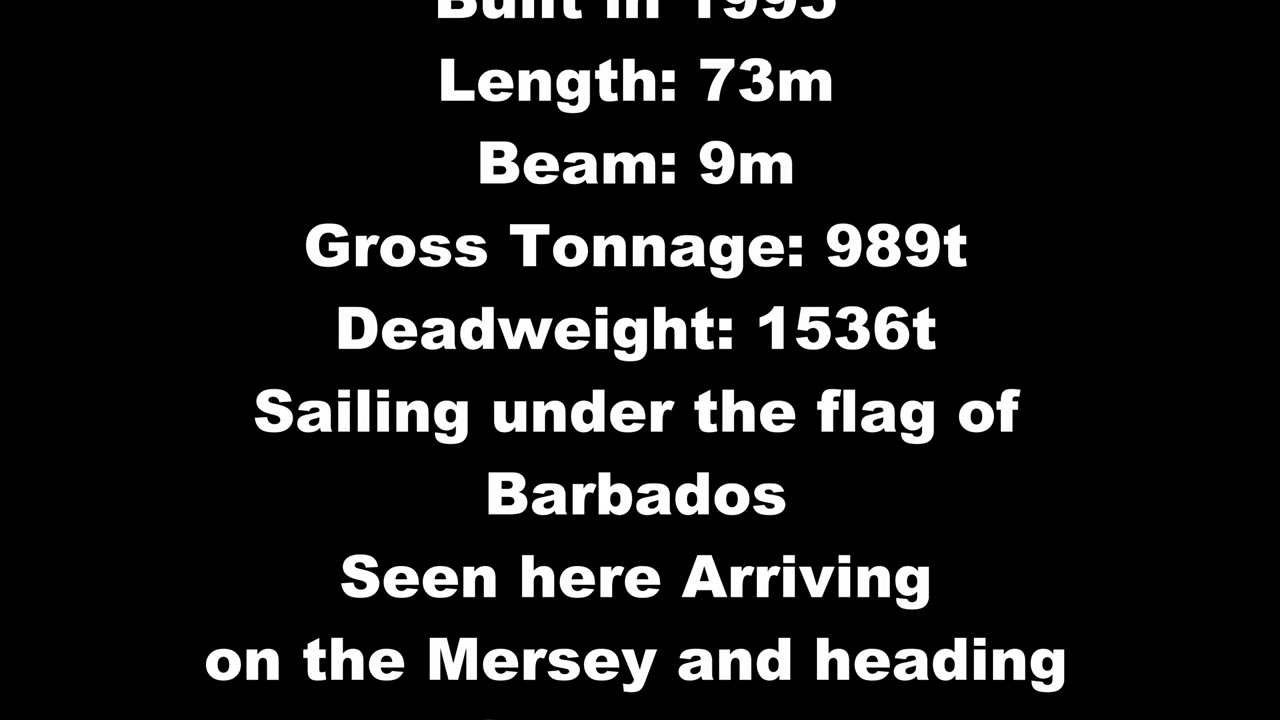 Built in 1995
Length: 73m
Beam: 9m
Gross Tonnage: 989t
Deadweight: 1536t
Sailing under the flag of
Barbados
Seen here Arriving
on the Mersey and heading